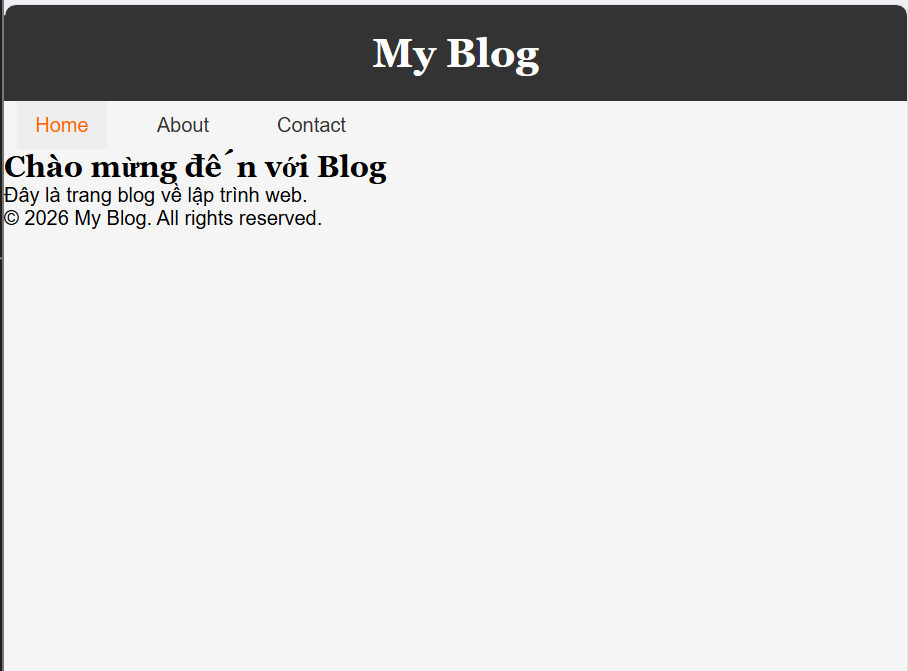 My Blog
Home About Contact
Chào mừng đến với Blog
Đây là trang blog về lập trình web.
© 2026 My Blog. All rights reserved.